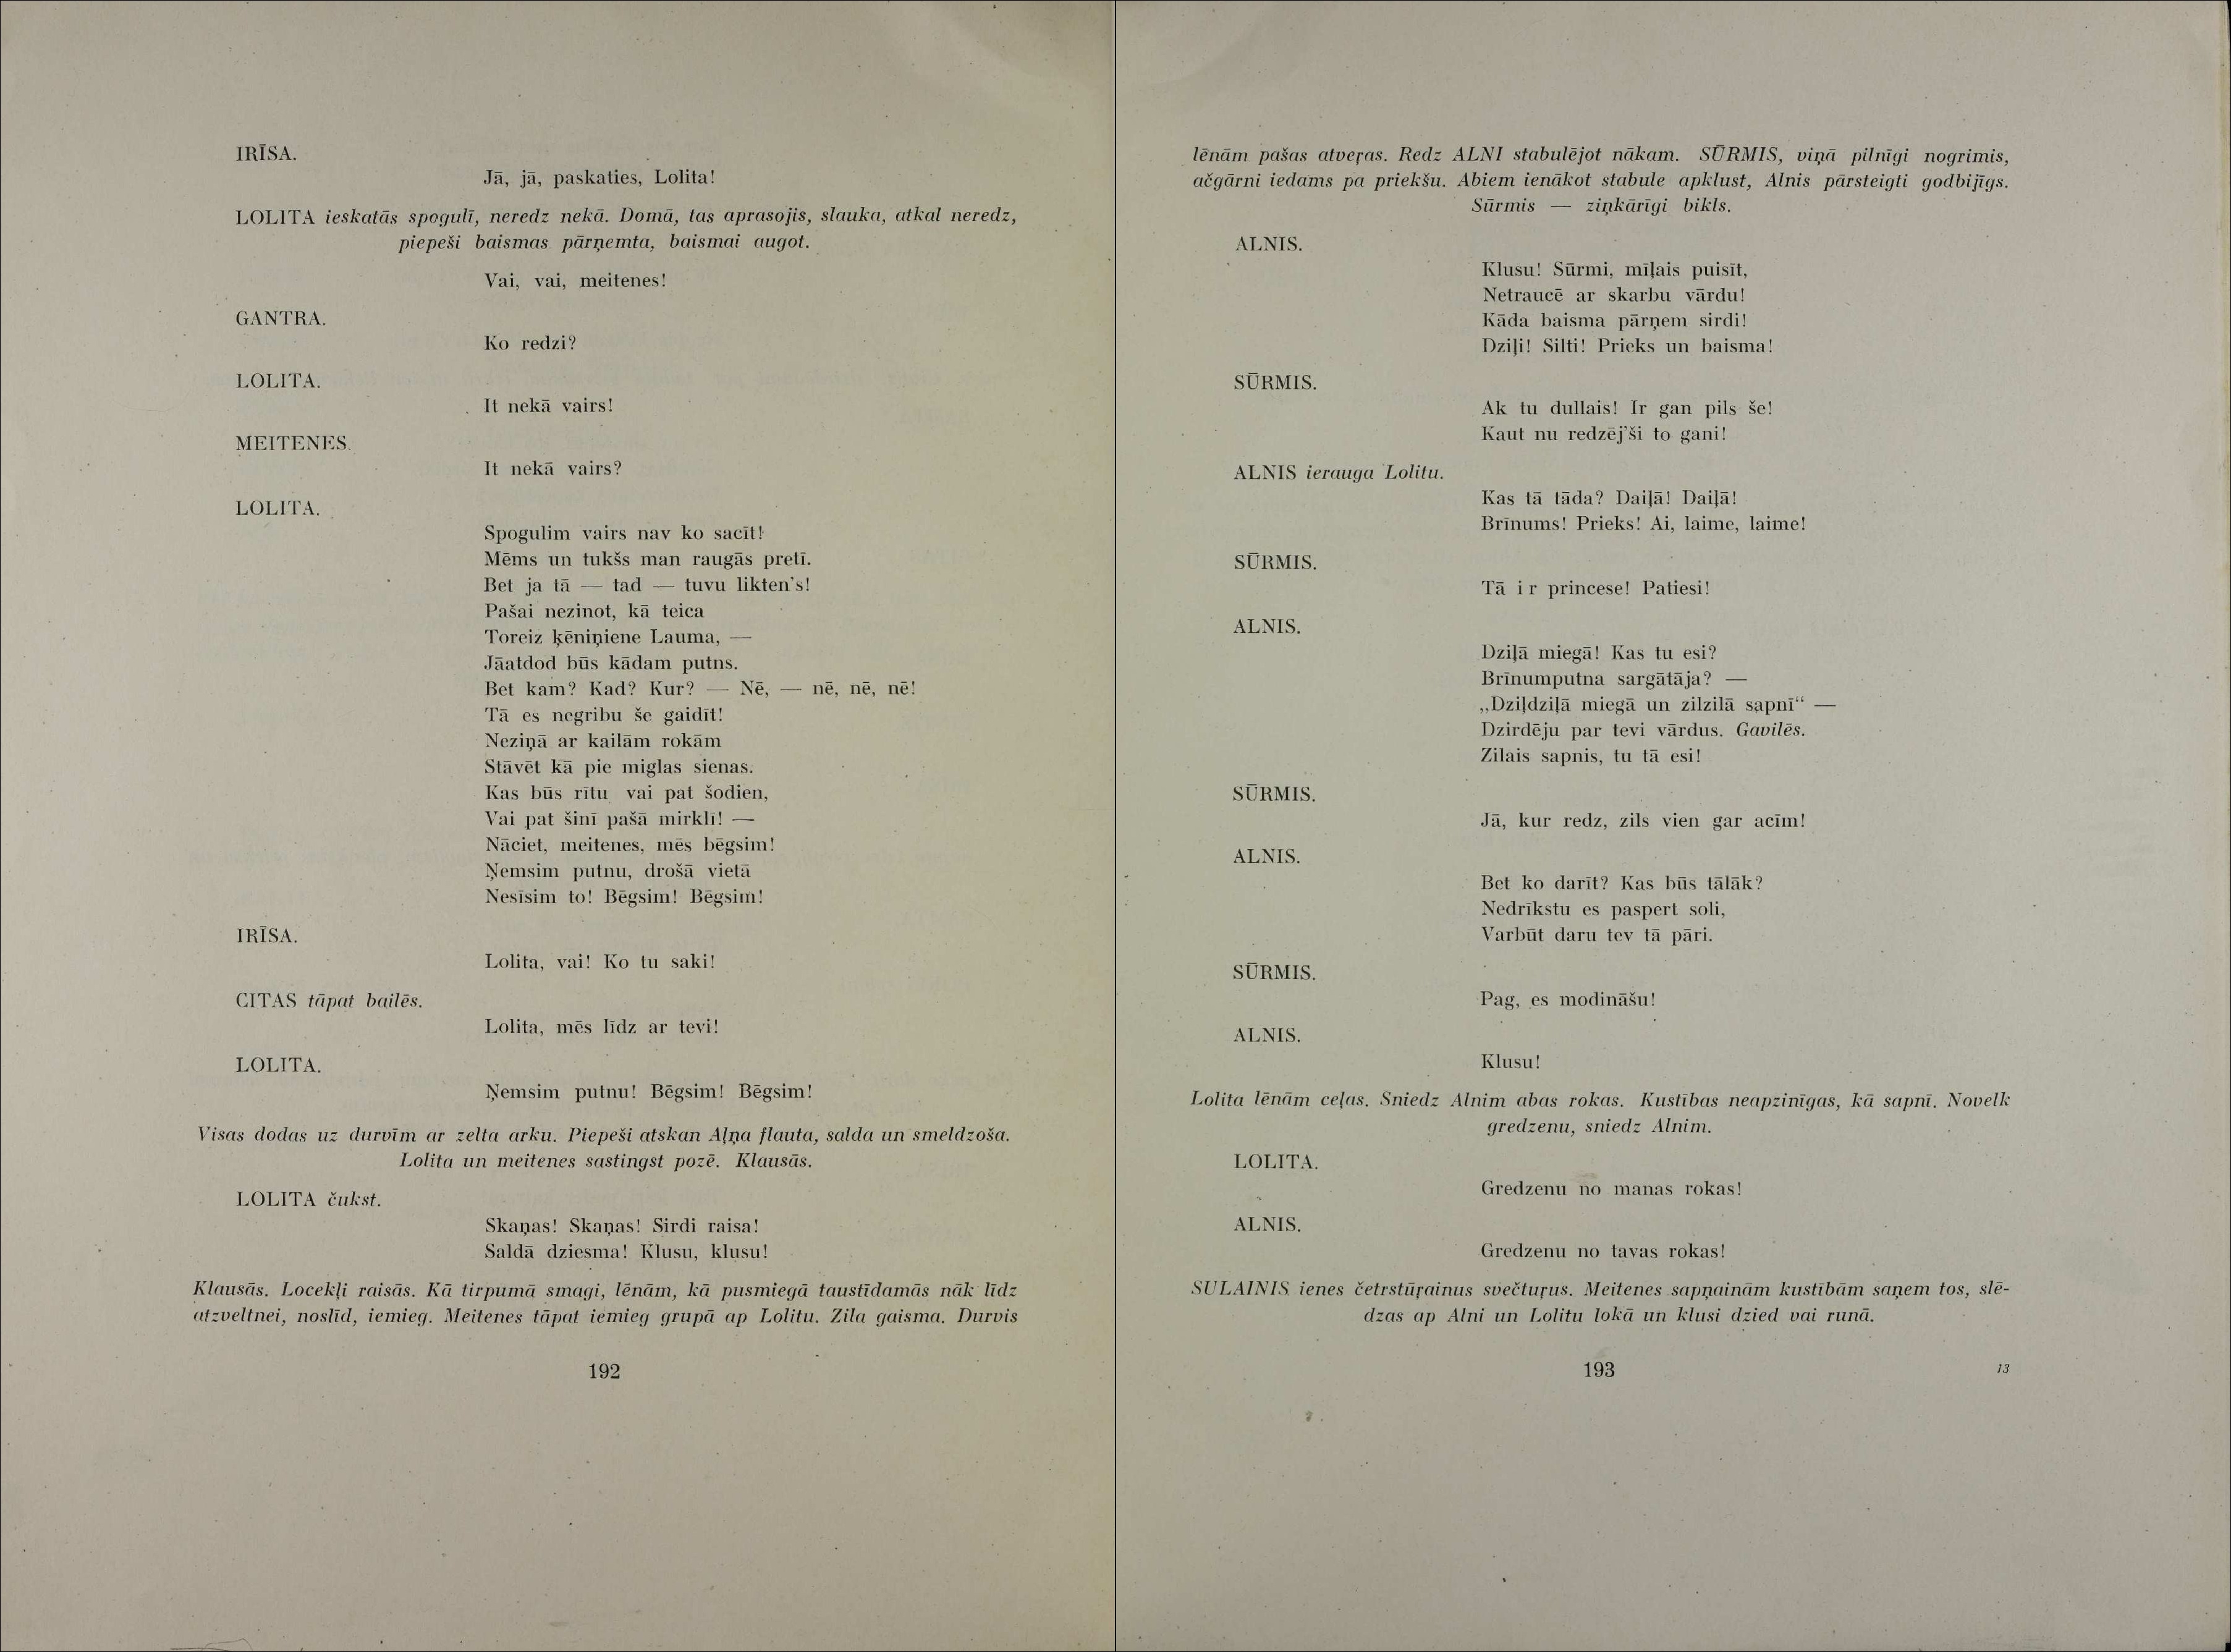 IRĪSA.
Jā, jā, paskaties, Lolita!
LOLITA ieskatās spogulī, neredz nekā. Domā, tas aprasojis, slauka, atkal neredz,
piepeši baismas pārņemta, baismai augot.
Vai, vai, meitenes!
GANTRA.
Ko redzi?
LOLITA.
It nekā vairs!
MEITENES.
It nekā vairs?
LOLITA.
Spogulim vairs nav ko sacīt!
Mēms un tukšs man raugās pretī.
Bet ja tā — tad — tuvu likten's!
Pašai nezinot, kā teica
Toreiz ķēniņiene Lauma, —
Jāatdod būs kādam putns.
Bet kam? Kad? Kur? — Nē, — nē, nē, nē!
Tā es negribu še gaidīt!
Neziņā ar kailām rokām
Stāvēt kā pie miglas sienas.
Kas būs rītu vai pat šodien,
Vai pat šinī pašā mirklī! —
Nāciet, meitenes, mēs bēgsim!
Ņemsim putnu, drošā vietā
Nesīsim to! Bēgsim! Bēgsim!
IRĪSA.
Lolita, vai! Ko tu saki!
CITAS tāpat bailēs.
Lolita, mēs līdz ar tevi!
LOLITA.
Ņemsim putnu! Bēgsim! Bēgsim!
Visas dodas uz durvīm ar zelta arku. Piepeši atskan Aļņa flauta, salda un smeldzoša.
Lolita un meitenes sastingst pozē. Klausās.
LOLITA čukst.
Skaņas! Skaņas! Sirdi raisa!
Saldā dziesma! Klusu, klusu!
Klausās. Locekļi raisās. Kā tirpumā smagi, lēnām, kā pusmiegā taustīdamās nāk līdz
atzveltnei, noslīd, iemieg. Meitenes tāpat iemieg grupā ap Lolitu. Zila gaisma. Durvis
192
lēnām pašas atveŗas. Redz ALNI stabulējot nākam. SŪRMIS, viņā pilnīgi nogrimis,
ačgārni iedams pa priekšu. Abiem ienākot stabule apklust, Alnis pārsteigti godbijīgs.
Sūrmis — ziņkārīgi bikls.
ALNIS.
Klusu! Sūrmi, mīļais puisīt,
Netraucē ar skarbu vārdu!
Kāda baisma pārņem sirdi!
Dziļi! Silti! Prieks un baisma!
SŪRMIS.
Ak tu dullais! Ir gan pils še!
Kaut nu redzēj'ši to gani!
ALNIS ierauga Lolitu.
Kas tā tāda? Daiļā! Daiļā!
Brīnums! Prieks! Ai, laime, laime!
SŪRMIS.
Tā i r princese! Patiesi!
ALNIS.
Dziļā miegā! Kas tu esi?
Brīnumputna sargātāja? —
„Dziļdziļā miegā un zilzilā sapnī“ —
Dzirdēju par tevi vārdus. Gavilēs.
Zilais sapnis, tu tā esi!
SŪRMIS.
Jā, kur redz, zils vien gar acīm!
ALNIS.
Bet ko darīt? Kas būs tālāk?
Nedrīkstu es paspert soli,
Varbūt daru tev tā pāri.
SŪRMIS.
Pag, es modināšu!
ALNIS.
Klusu!
Lolita lēnām ceļas. Sniedz Alnim abas rokas. Kustības neapzinīgas, kā sapnī. Novelk
gredzenu, sniedz Alnim.
LOLITA.
Gredzenu no manas rokas!
ALNIS.
Gredzenu no tavas rokas!
SULAINIS ienes četrstūŗainus svečtuŗus. Meitenes sapņainām kustībām saņem tos, slē-
dzas ap Alni un Lolitu lokā un klusi dzied vai runā.
193
13